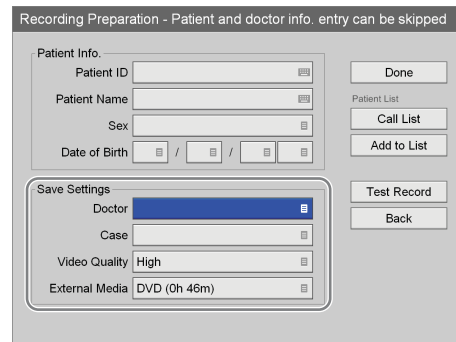 Recording Preparation - Patient and doctor info. entry can be skipped
Patient Info.
Patient ID
Patient Name
Sex
Date of Birth / /
Done
Patient List
Call List
Add to List
Save Settings
Doctor
Case
Video Quality High
External Media DVD (0h 46m)
Test Record
Back